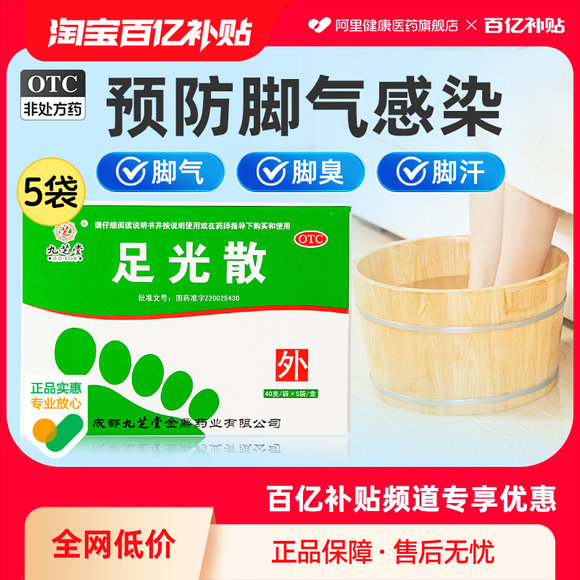 淘宝百亿补贴
阿里健康医药旗舰店 × 百亿补贴
OTC
非处方药
预防脚气感染
脚气 脚臭 脚汗
5袋
九芝堂
请仔细阅读说明书并按说明使用或在药师指导下购买和使用
OTC
足光散
批准文号：国药准字Z20025430
外
40克/袋×5袋/盒
成都九芝堂金鼎药业有限公司
正品实惠
专业放心
百亿补贴频道专享优惠
全网低价
正品保障·售后无忧